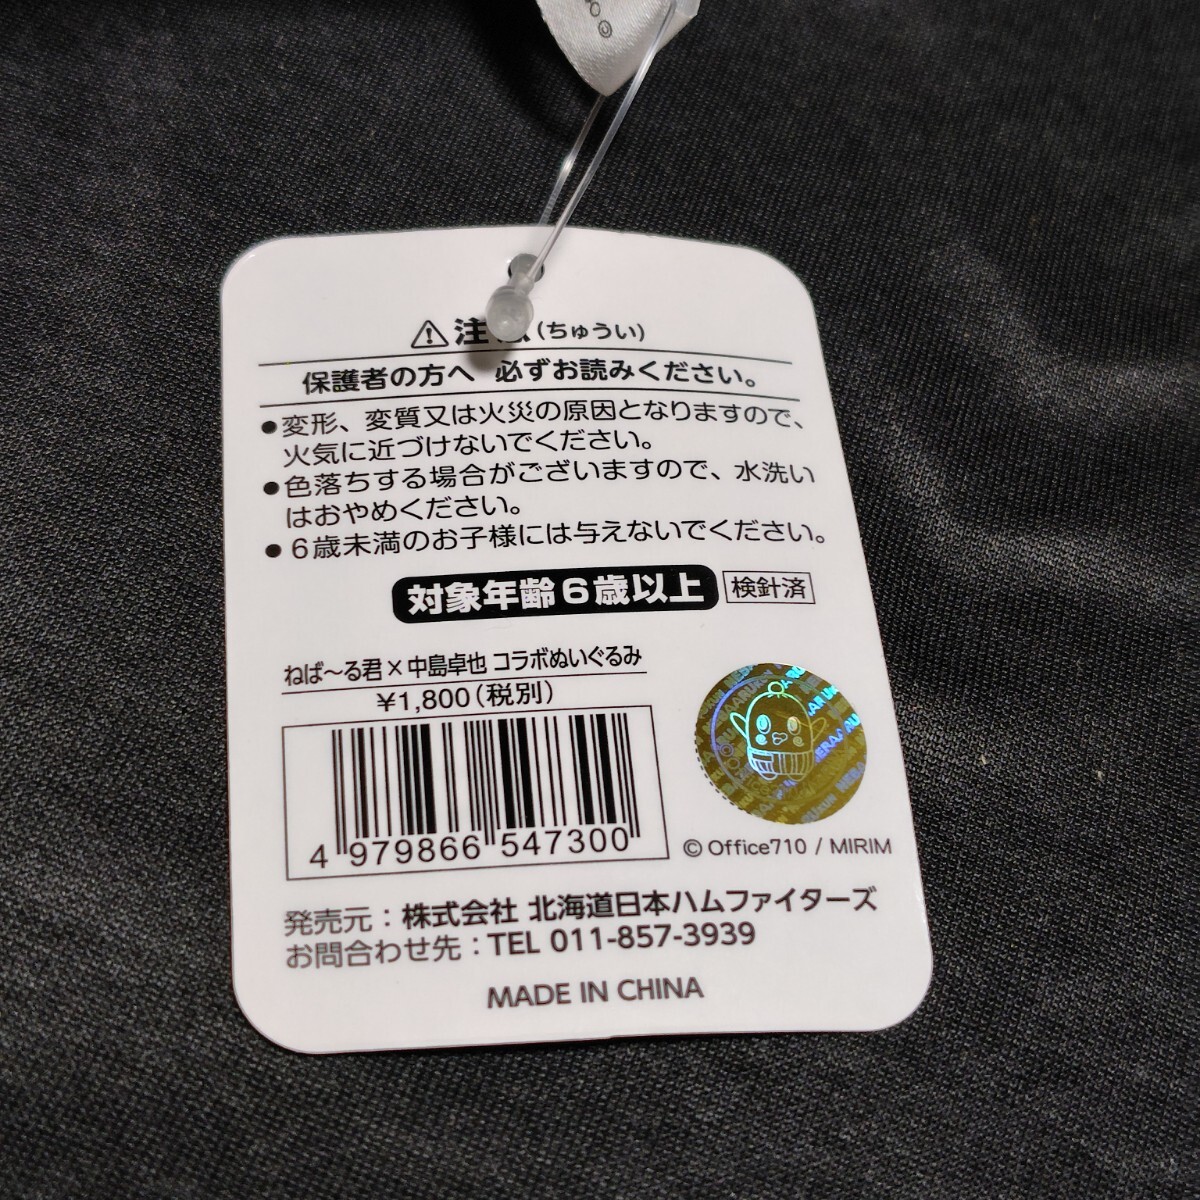 ⚠注意(ちゅうい)
保護者の方へ 必ずお読みください。
●変形、変質又は火災の原因となりますので、
火気に近づけないでください。
●色落ちする場合がございますので、水洗い
はおやめください。
●6歳未満のお子様には与えないでください。
対象年齢6歳以上 検針済
ねば〜る君×中島卓也 コラボぬいぐるみ
¥1,800(税別)
4 979866 547300
©Office710 / MIRIM
発売元:株式会社 北海道日本ハムファイターズ
お問合わせ先:TEL 011-857-3939
MADE IN CHINA